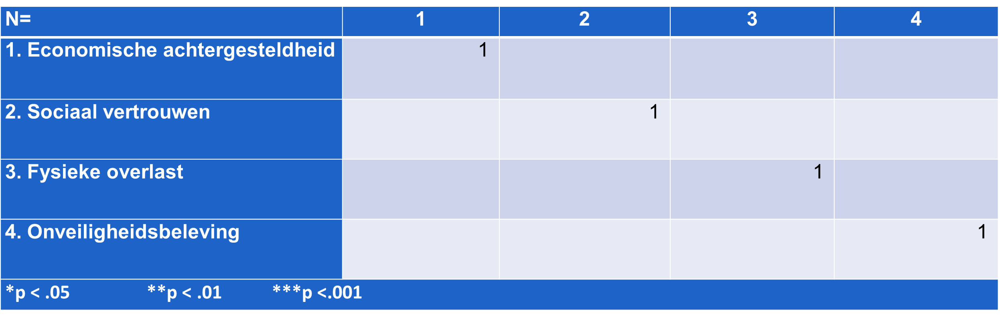 N= 1 2 3 4
1. Economische achtergesteldheid 1
2. Sociaal vertrouwen 1
3. Fysieke overlast 1
4. Onveiligheidsbeleving 1
*p < .05 **p < .01 ***p <.001